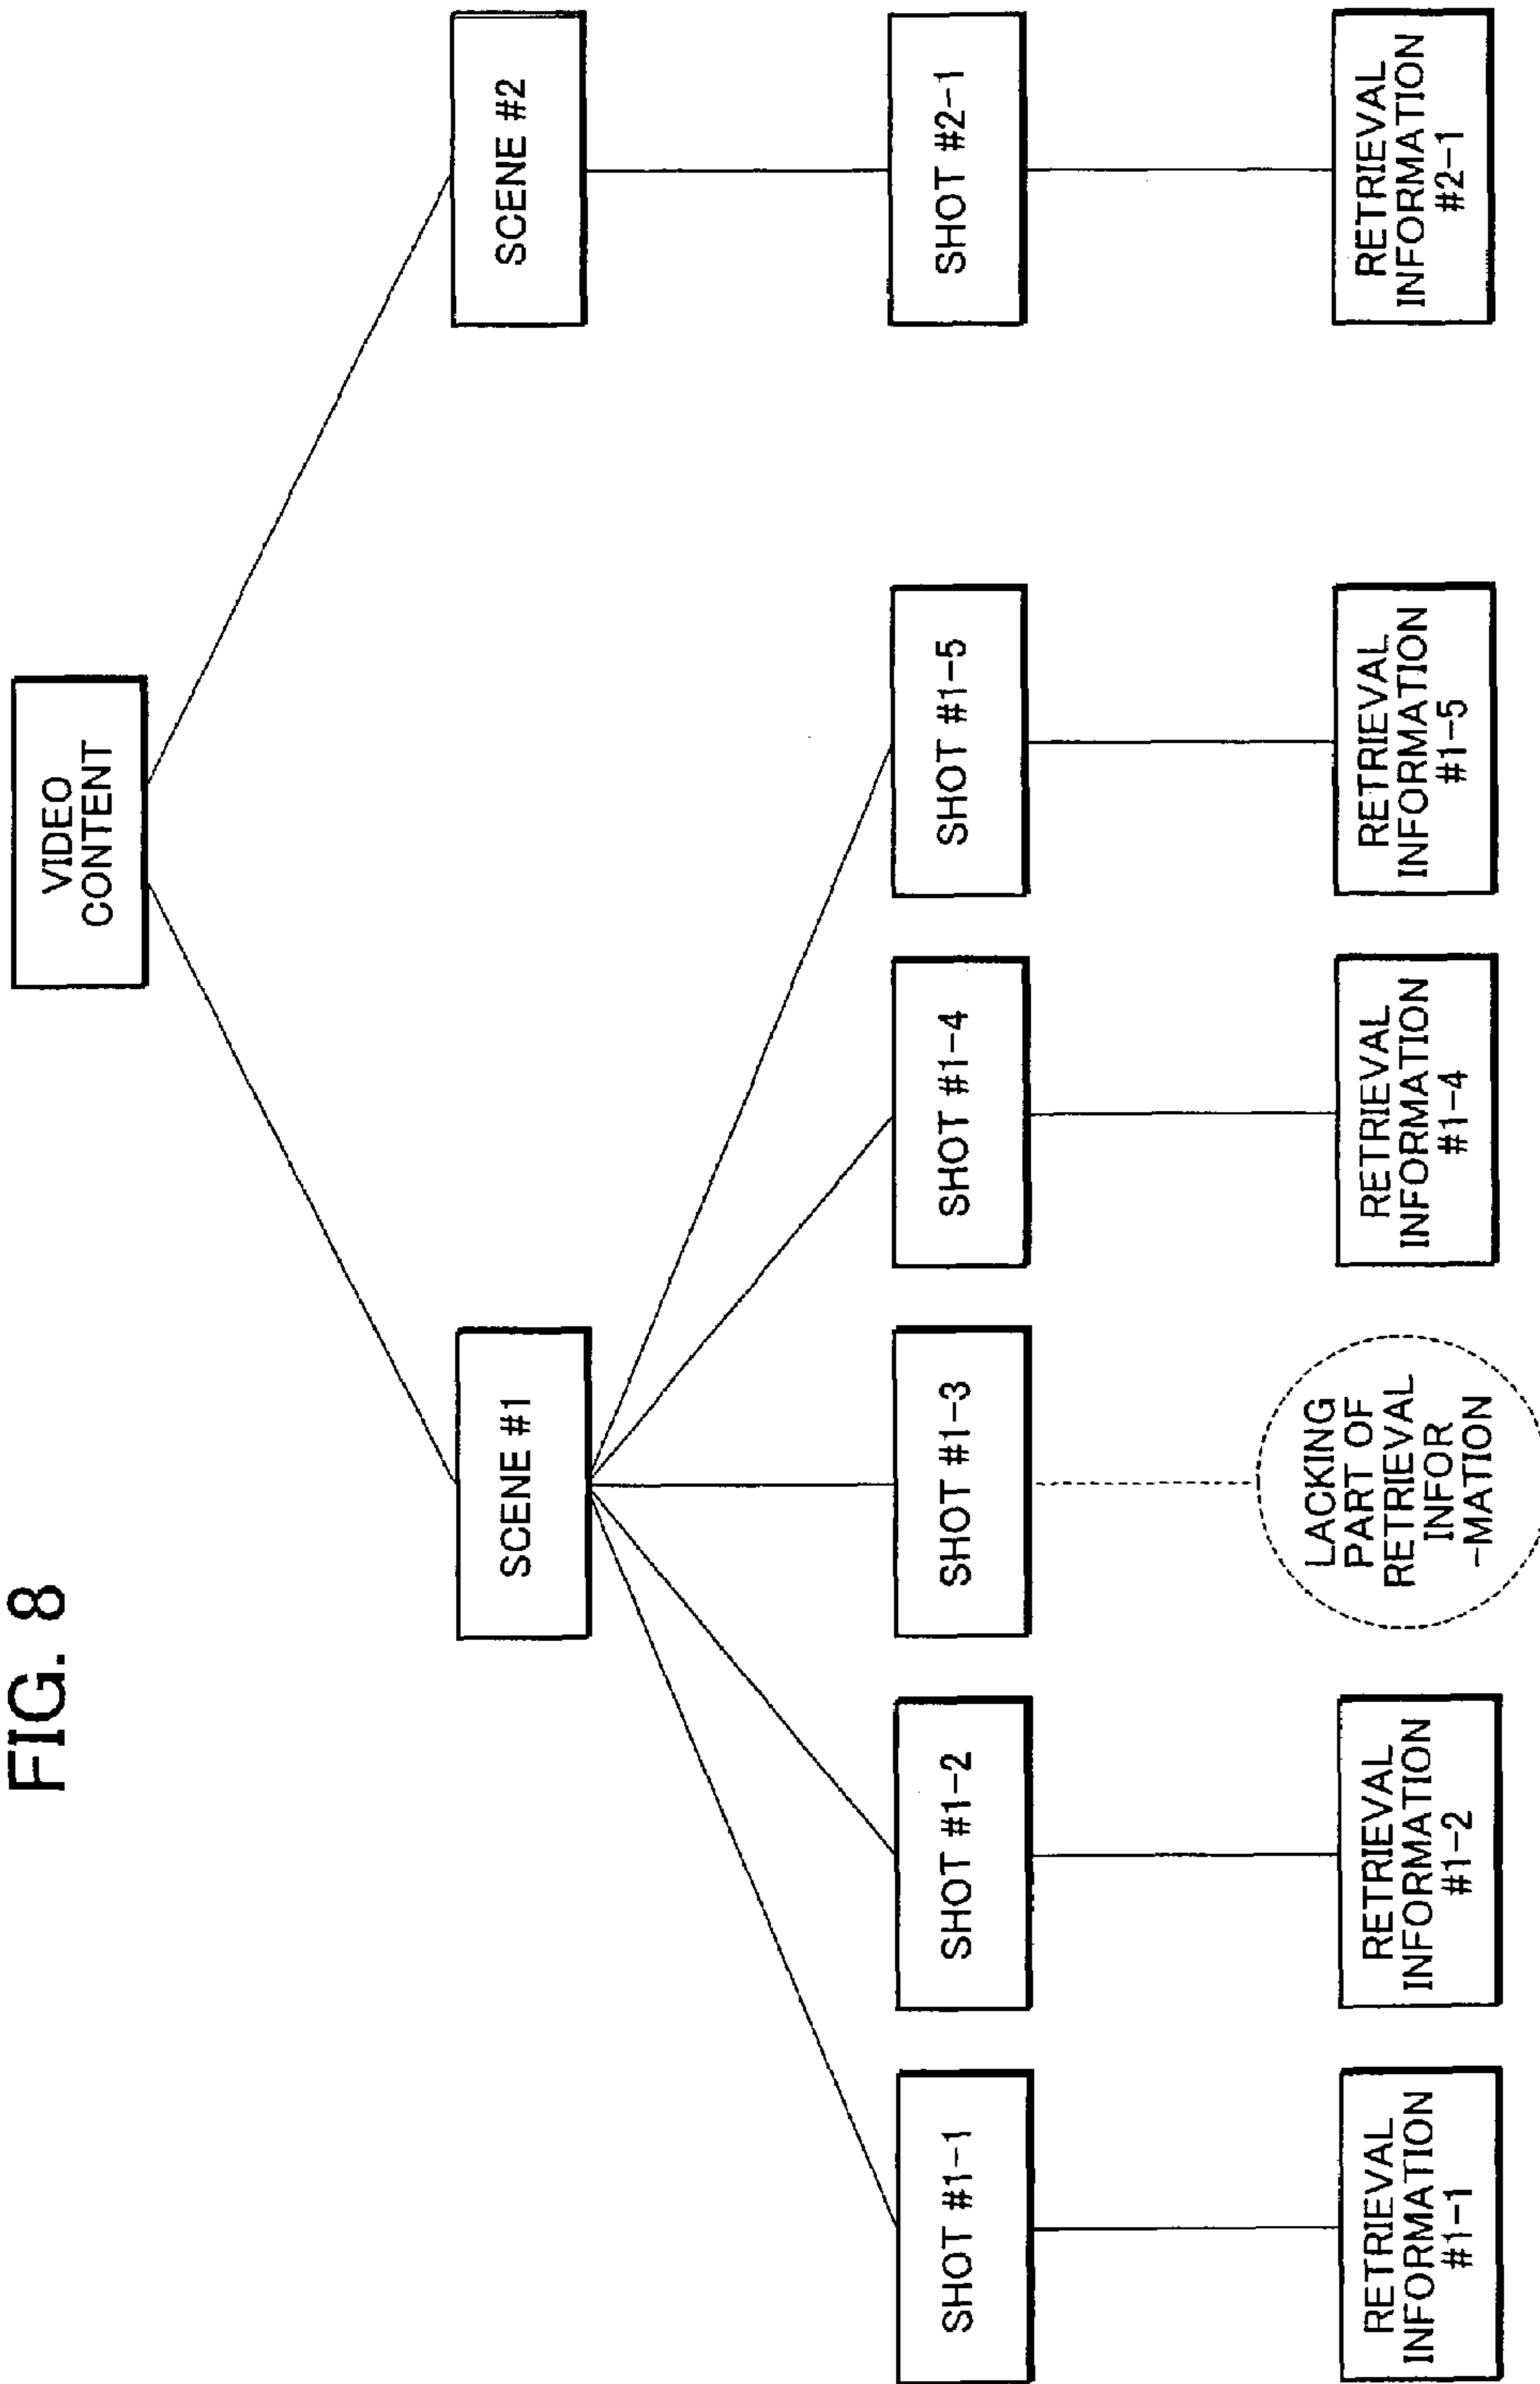 FIG. 8
VIDEO
CONTENT
SCENE #1
SCENE #2
SHOT #1-1
SHOT #1-2
SHOT #1-3
SHOT #1-4
SHOT #1-5
SHOT #2-1
RETRIEVAL
INFORMATION
#1-1
RETRIEVAL
INFORMATION
#1-2
LACKING
PART OF
RETRIEVAL
INFOR
-MATION
RETRIEVAL
INFORMATION
#1-4
RETRIEVAL
INFORMATION
#1-5
RETRIEVAL
INFORMATION
#2-1